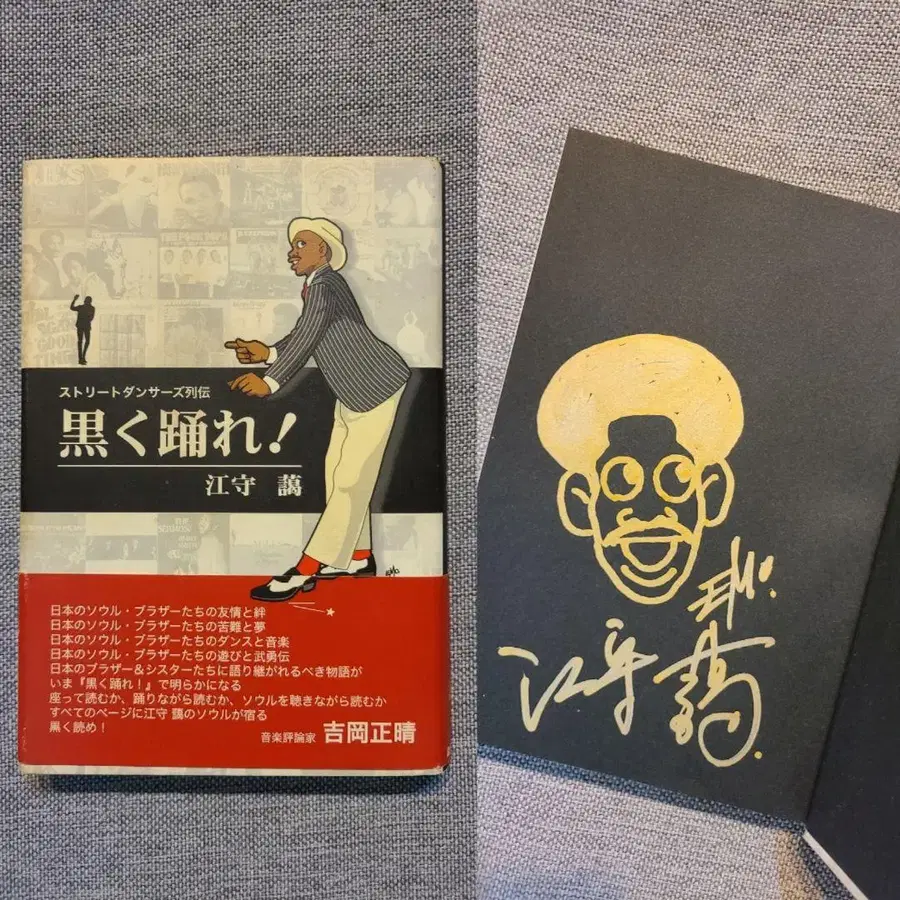 ストリートダンサーズ列伝
黒く踊れ!
江守 藹
EMO.
日本のソウル・ブラザーたちの友情と絆
日本のソウル・ブラザーたちの苦難と夢
日本のソウル・ブラザーたちのダンスと音楽
日本のソウル・ブラザーたちの遊びと武勇伝
日本のブラザー&シスターたちに語り継がれるべき物語が
いま『黒く踊れ!』で明らかになる
座って読むか、踊りながら読むか、ソウルを聴きながら読むか
すべてのページに江守 藹のソウルが宿る
黒く読め!
音楽評論家 吉岡正晴
EMO.
江守 藹.